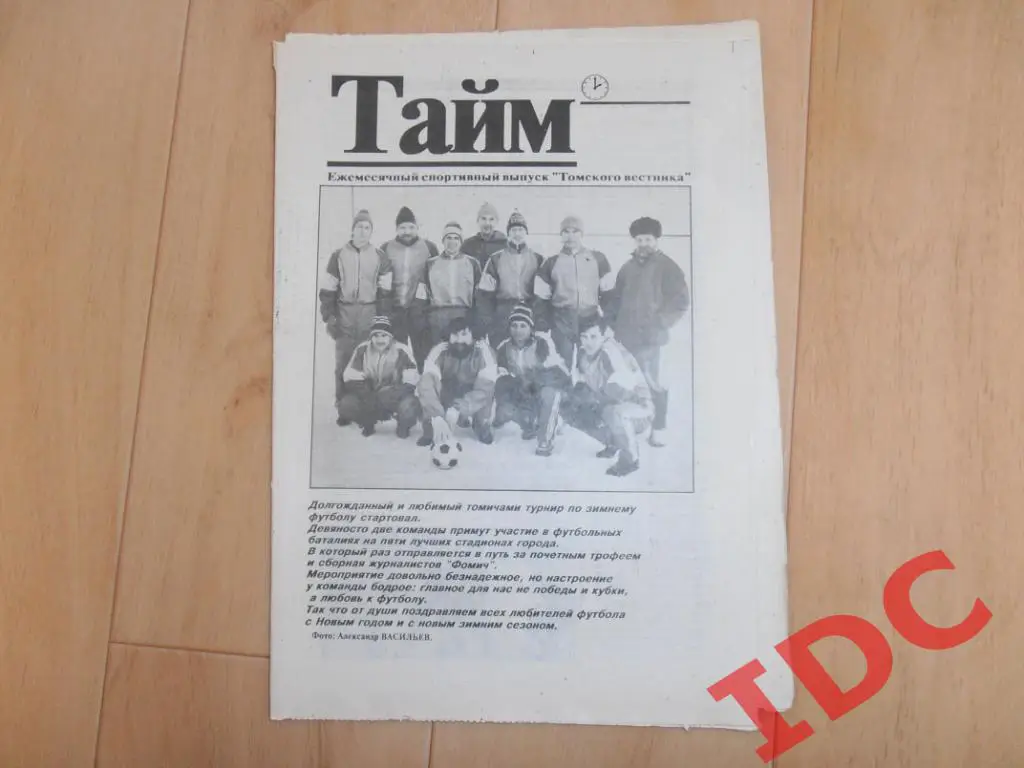 Тайм
Ежемесячный спортивный выпуск "Томского вестника"
Долгожданный и любимый томичами турнир по зимнему
футболу стартовал.
Девяносто две команды примут участие в футбольных
баталиях на пяти лучших стадионах города.
В который раз отправляется в путь за почетным трофеем
и сборная журналистов "Фомич".
Мероприятие довольно безнадежное, но настроение
у команды бодрое: главное для нас не победы и кубки,
а любовь к футболу.
Так что от души поздравляем всех любителей футбола
с Новым годом и с новым зимним сезоном.
Фото: Александр ВАСИЛЬЕВ.
IDC